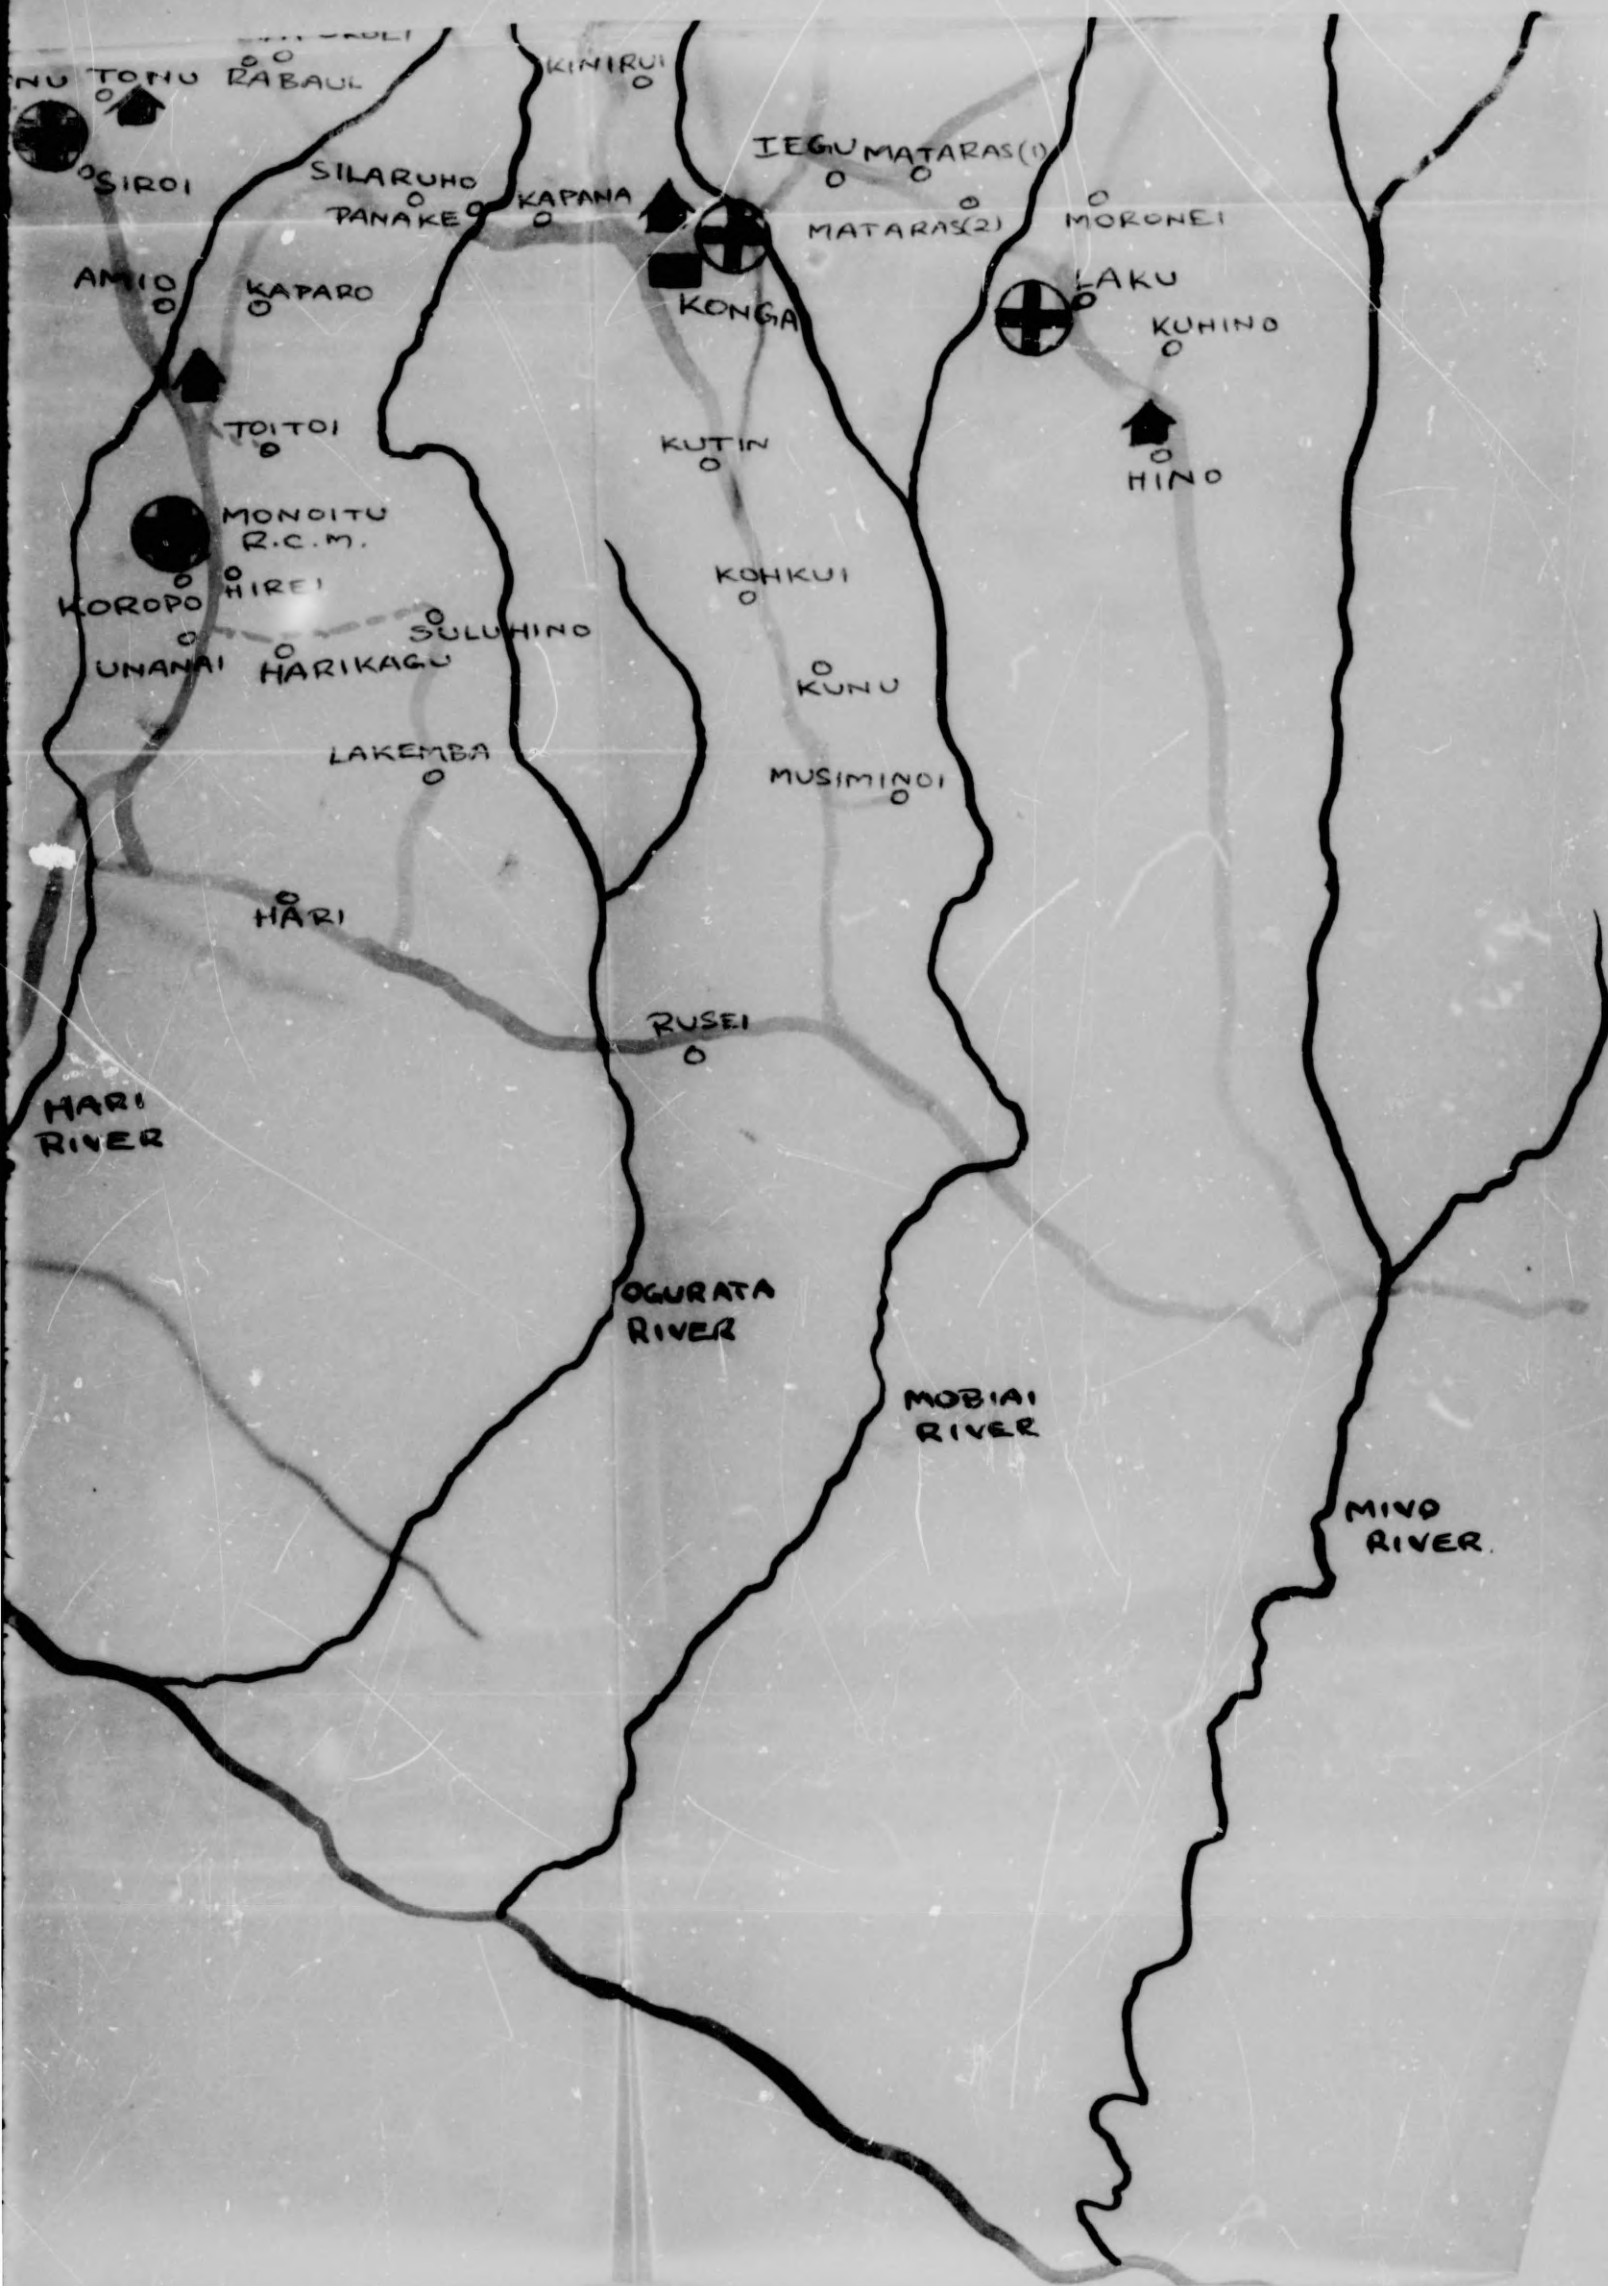 KINIRUI
NU TONU RABAUL
IEGU MATARAS(1)
SIROI
SILARUHO
PANAKE
KAPANA
MATARAS(2)
MORONEI
AMIO
KAPARO
KONGA
LAKU
KUHINO
TOITOI
KUTIN
HINO
MONOITU
R.C.M.
KOROPO
HIREI
KOHKUI
SULUHINO
UNANAI
HARIKAGU
KUNU
LAKEMBA
MUSIMINOI
HARI
RUSEI
HARI
RIVER
OGURATA
RIVER
MOBIAI
RIVER
MIVO
RIVER.